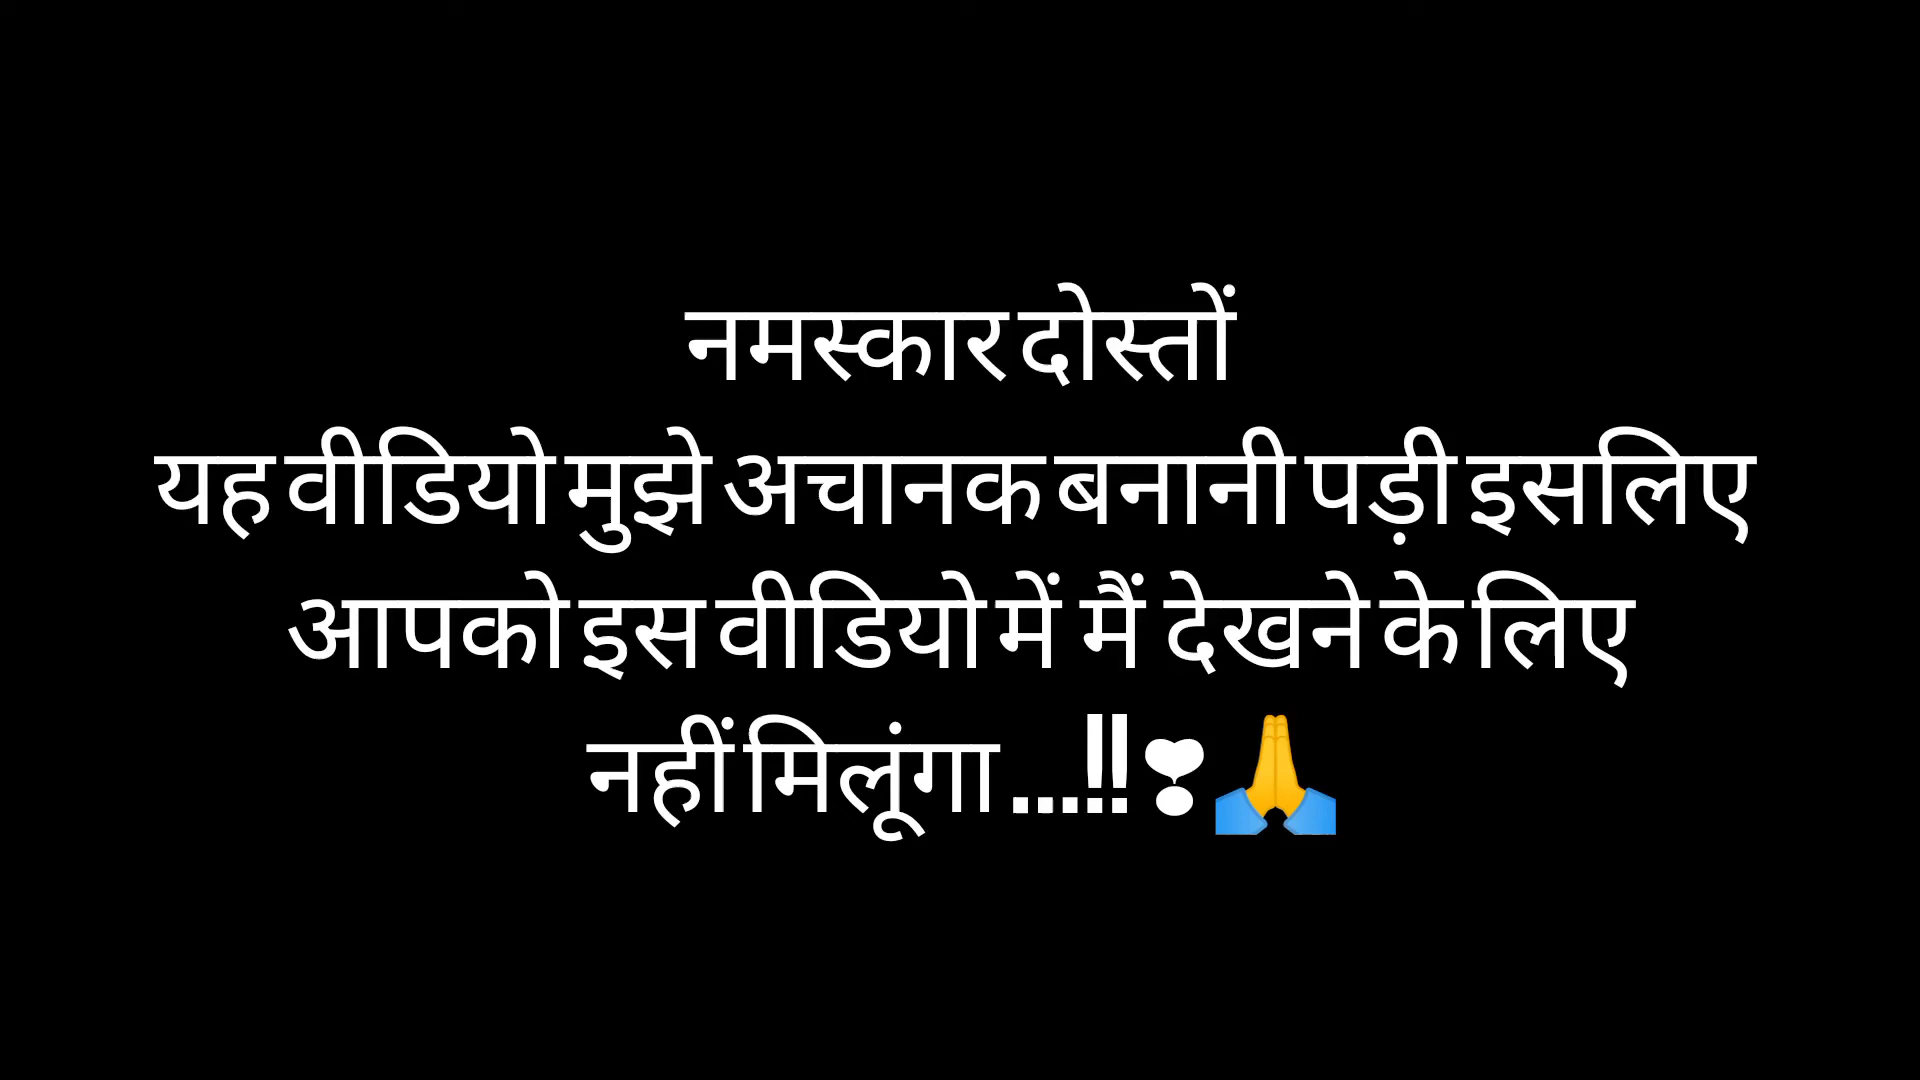 नमस्कार दोस्तों
यह वीडियो मुझे अचानक बनानी पड़ी इसलिए
आपको इस वीडियो में मैं देखने के लिए
नहीं मिलूंगा ...!!❣🙏